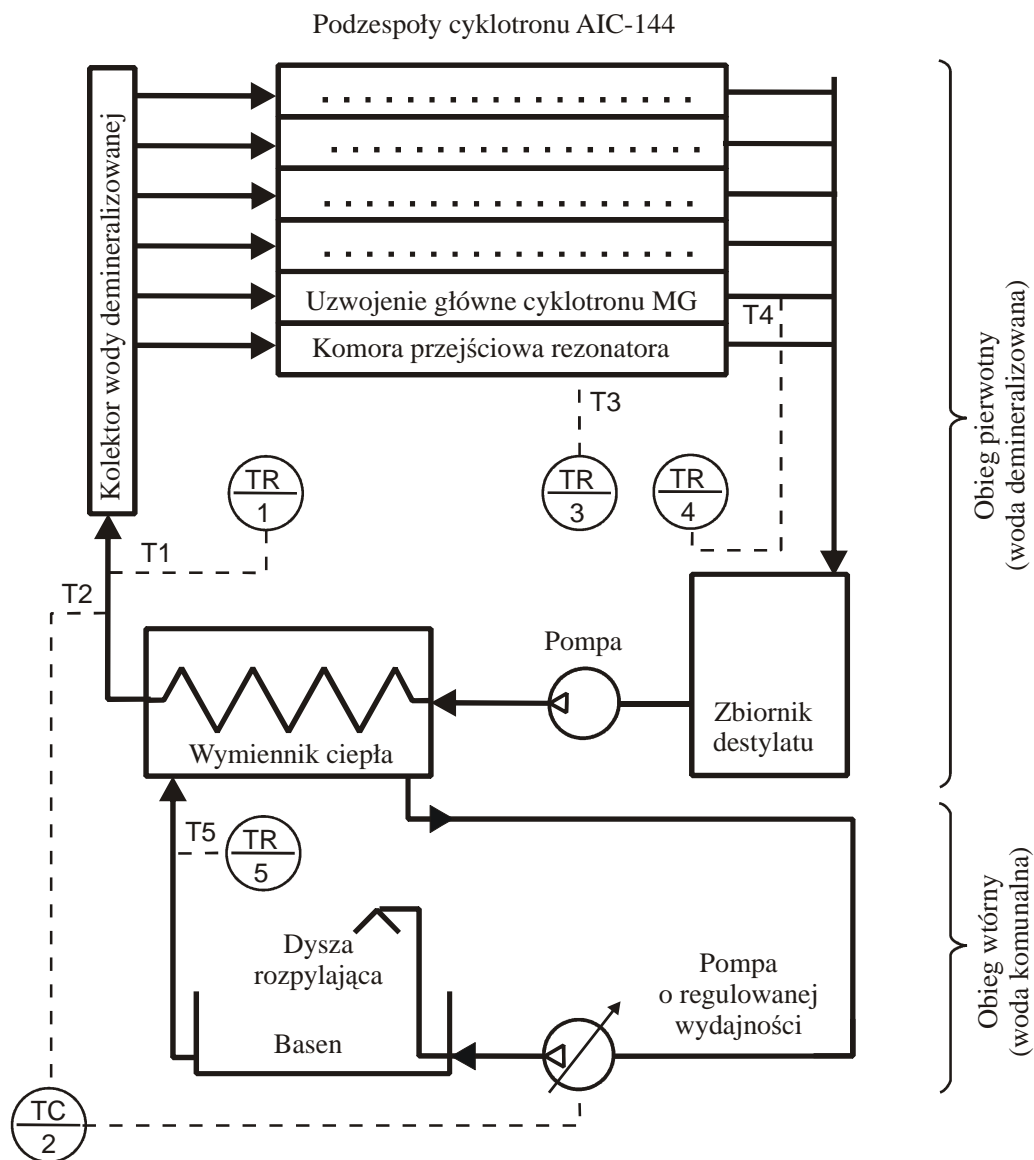 Podzespoły cyklotronu AIC-144
Kolektor wody demineralizowanej
Uzwojenie główne cyklotronu MG
Komora przejściowa rezonatora
T4
T3
TR
1
TR
3
TR
4
T1
T2
Pompa
Zbiornik
destylatu
Wymiennik ciepła
T5
TR
5
Dysza
rozpylająca
Basen
Pompa
o regulowanej
wydajności
TC
2
Obieg pierwotny
(woda demineralizowana)
Obieg wtórny
(woda komunalna)